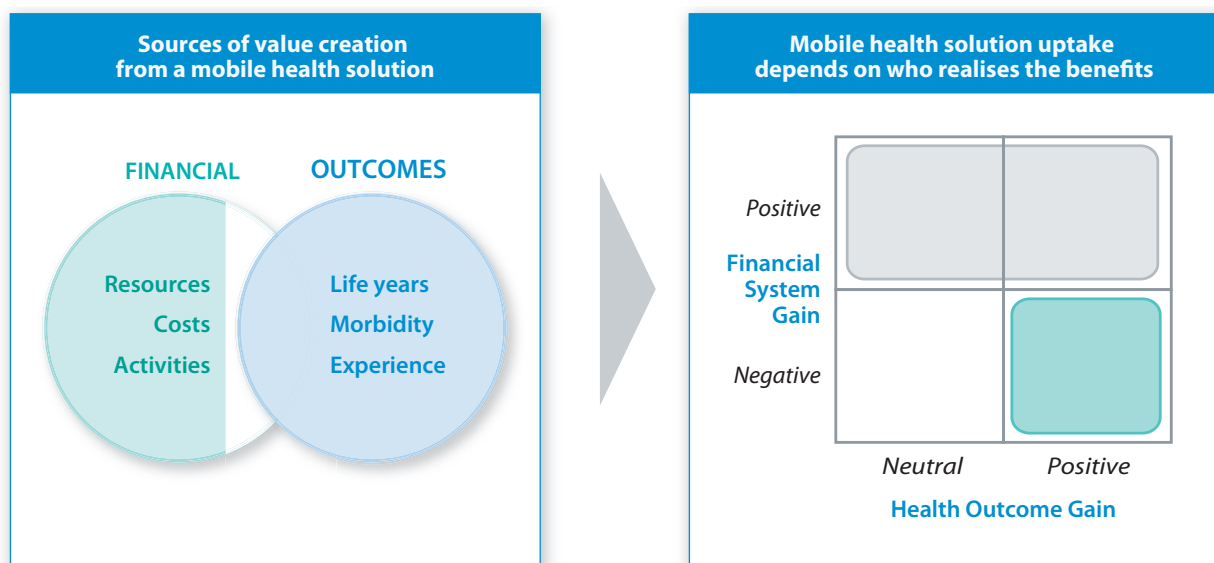 Sources of value creation
from a mobile health solution
FINANCIAL
OUTCOMES
Resources
Costs
Activities
Life years
Morbidity
Experience
Mobile health solution uptake
depends on who realises the benefits
Positive
Financial
System
Gain
Negative
Neutral
Positive
Health Outcome Gain